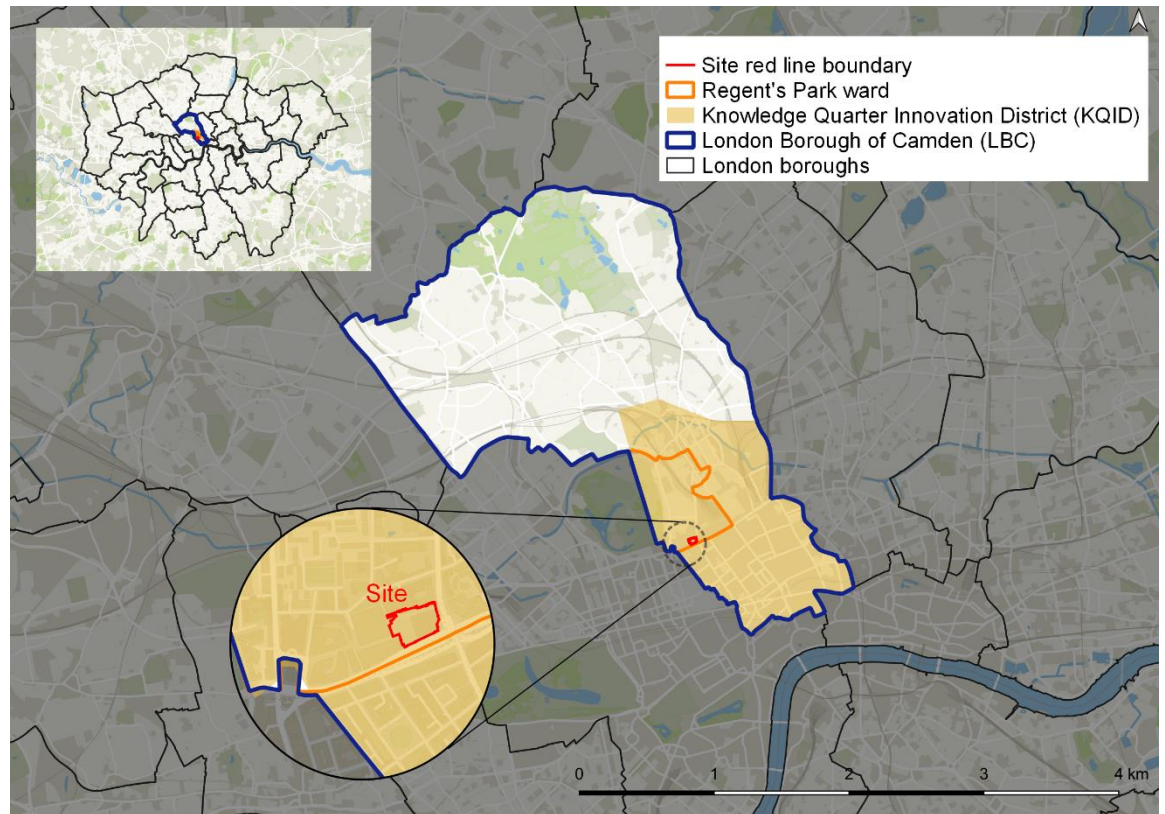 Site red line boundary
Regent's Park ward
Knowledge Quarter Innovation District (KQID)
London Borough of Camden (LBC)
London boroughs
Site
0 1 2 3 4 km